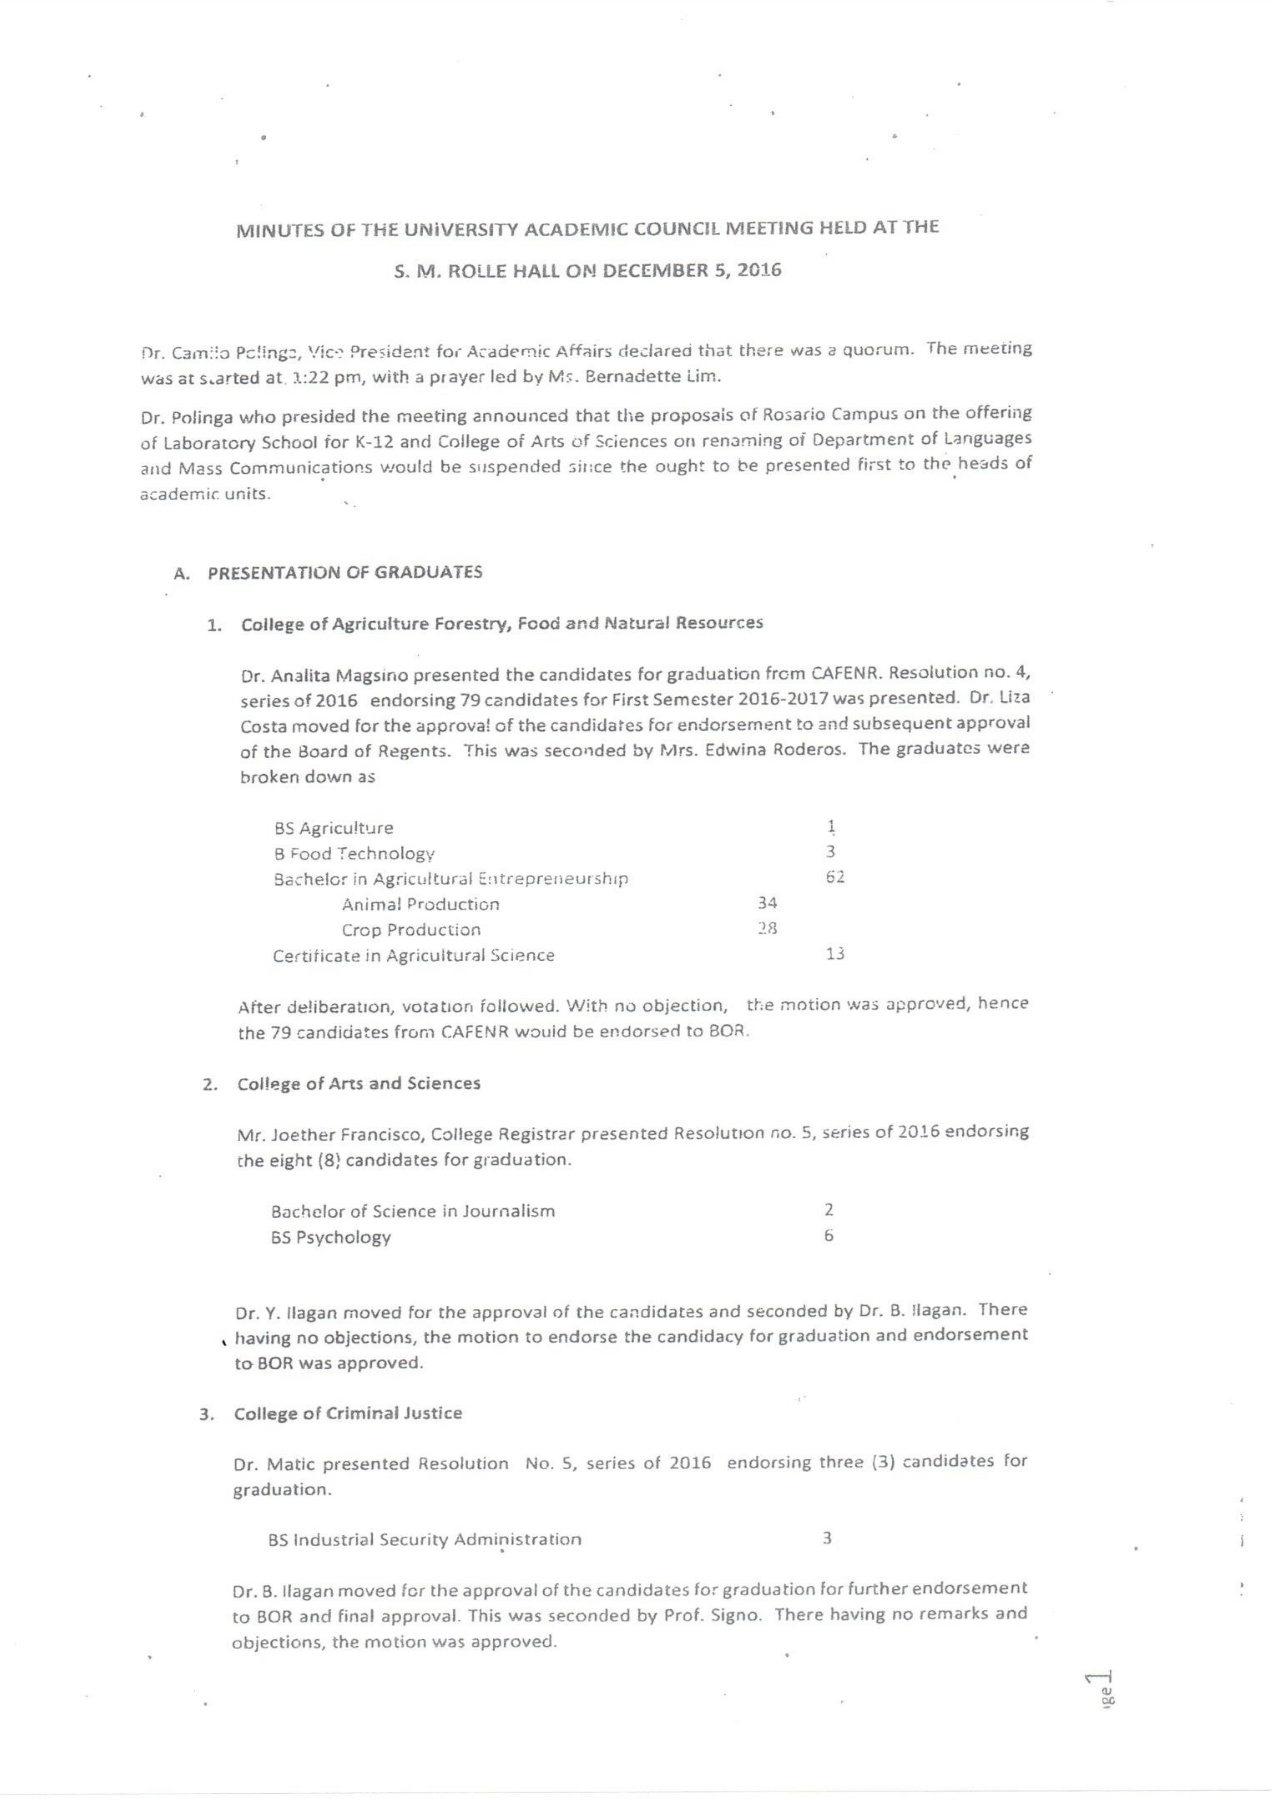 MINUTES OF THE UNIVERSITY ACADEMIC COUNCIL MEETING HELD AT THE
S. M. ROLLE HALL ON DECEMBER 5, 2016
Dr. Camilo Polinga, Vice President for Academic Affairs declared that there was a quorum. The meeting
was at started at 1:22 pm, with a prayer led by Ms. Bernadette Lim.
Dr. Polinga who presided the meeting announced that the proposals of Rosario Campus on the offering
of Laboratory School for K-12 and College of Arts of Sciences on renaming of Department of Languages
and Mass Communications would be suspended since the ought to be presented first to the heads of
academic units.
A. PRESENTATION OF GRADUATES
1. College of Agriculture Forestry, Food and Natural Resources
Dr. Analita Magsino presented the candidates for graduation from CAFENR. Resolution no. 4,
series of 2016 endorsing 79 candidates for First Semester 2016-2017 was presented. Dr. Liza
Costa moved for the approval of the candidates for endorsement to and subsequent approval
of the Board of Regents. This was seconded by Mrs. Edwina Roderos. The graduates were
broken down as
BS Agriculture 1
B Food Technology 3
Bachelor in Agricultural Entrepreneurship 62
Animal Production 34
Crop Production 28
Certificate in Agricultural Science 13
After deliberation, votation followed. With no objection, the motion was approved, hence
the 79 candidates from CAFENR would be endorsed to BOR.
2. College of Arts and Sciences
Mr. Joether Francisco, College Registrar presented Resolution no. 5, series of 2016 endorsing
the eight (8) candidates for graduation.
Bachelor of Science in Journalism 2
BS Psychology 6
Dr. Y. Ilagan moved for the approval of the candidates and seconded by Dr. B. Ilagan. There
having no objections, the motion to endorse the candidacy for graduation and endorsement
to BOR was approved.
3. College of Criminal Justice
Dr. Matic presented Resolution No. 5, series of 2016 endorsing three (3) candidates for
graduation.
BS Industrial Security Administration 3
Dr. B. Ilagan moved for the approval of the candidates for graduation for further endorsement
to BOR and final approval. This was seconded by Prof. Signo. There having no remarks and
objections, the motion was approved.
age 1